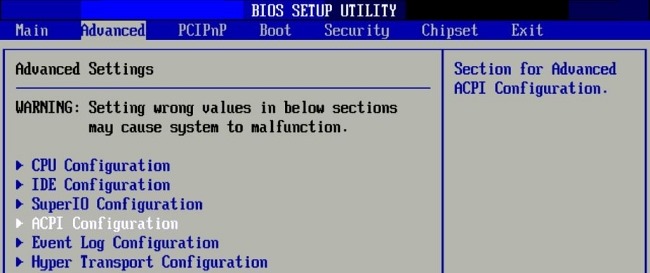 BIOS SETUP UTILITY
Main Advanced PCIPnP Boot Security Chipset Exit
Advanced Settings
WARNING: Setting wrong values in below sections
may cause system to malfunction.
CPU Configuration
IDE Configuration
SuperIO Configuration
ACPI Configuration
Event Log Configuration
Hyper Transport Configuration
Section for Advanced
ACPI Configuration.